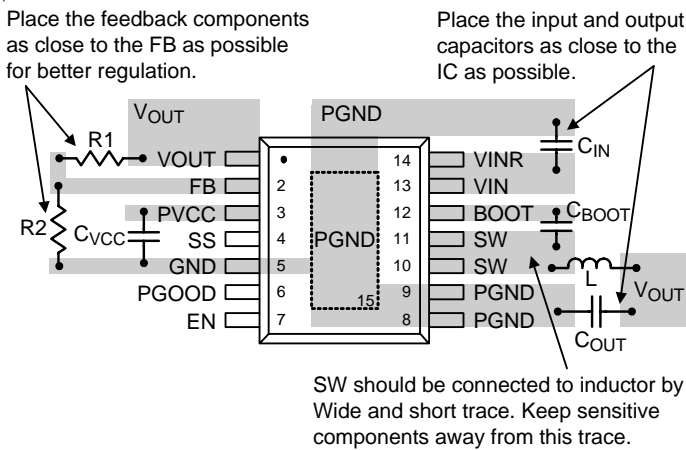 Place the feedback components
as close to the FB as possible
for better regulation.
Place the input and output
capacitors as close to the
IC as possible.
VOUT
PGND
R1
CIN
VOUT
14
VINR
FB
2
13
VIN
PVCC
3
12
BOOT
CBOOT
R2
CVCC
SS
4
PGND
11
SW
GND
5
10
SW
L
PGOOD
6
15
9
PGND
VOUT
EN
7
8
PGND
COUT
SW should be connected to inductor by
Wide and short trace. Keep sensitive
components away from this trace.